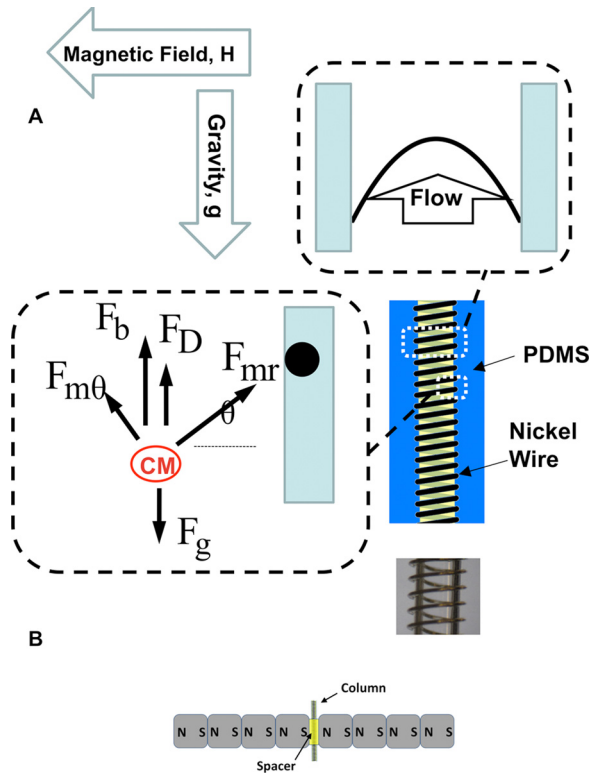 Magnetic Field, H
A
Gravity, g
Flow
F_b
F_D
F_mθ
F_mr
θ
CM
F_g
PDMS
Nickel
Wire
B
Column
N S N S N S N S N S N S N S N S
Spacer